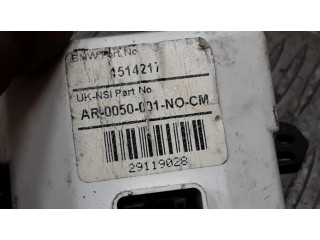 BMW Part No
1514217
UK-NSI Part No
AR-0050-001-NO-CM
29119028